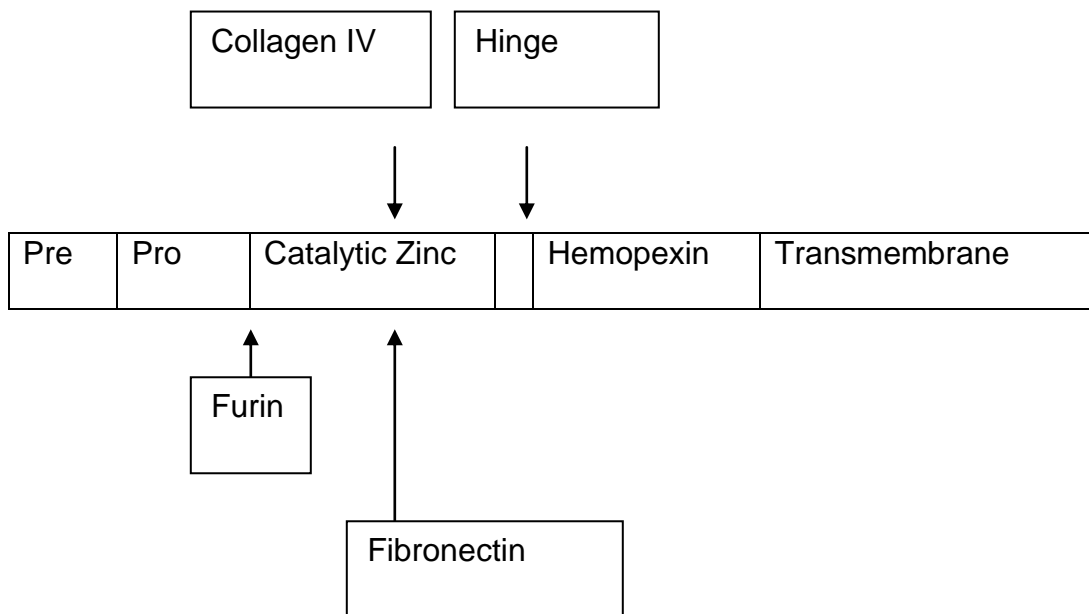 Collagen IV
Hinge
Pre
Pro
Catalytic Zinc
Hemopexin
Transmembrane
Furin
Fibronectin